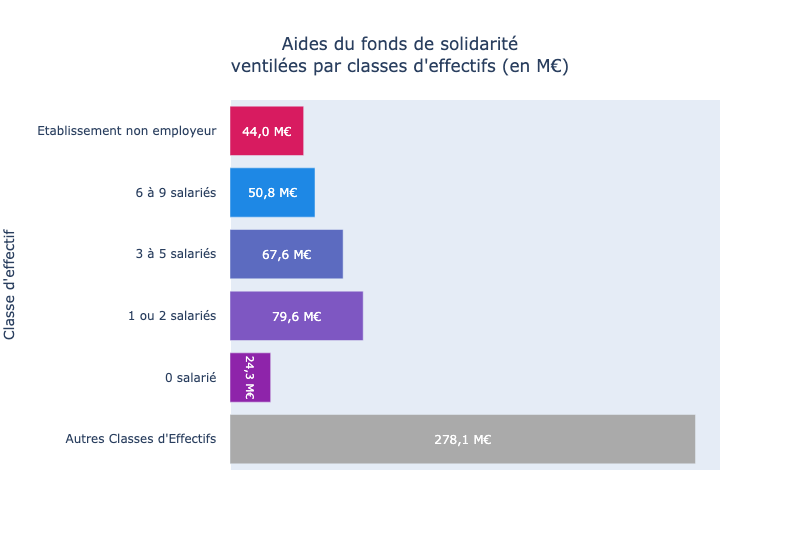 Aides du fonds de solidarité
ventilées par classes d'effectifs (en M€)
Classe d'effectif
Etablissement non employeur
44,0 M€
6 à 9 salariés
50,8 M€
3 à 5 salariés
67,6 M€
1 ou 2 salariés
79,6 M€
0 salarié
24,3 M€
Autres Classes d'Effectifs
278,1 M€